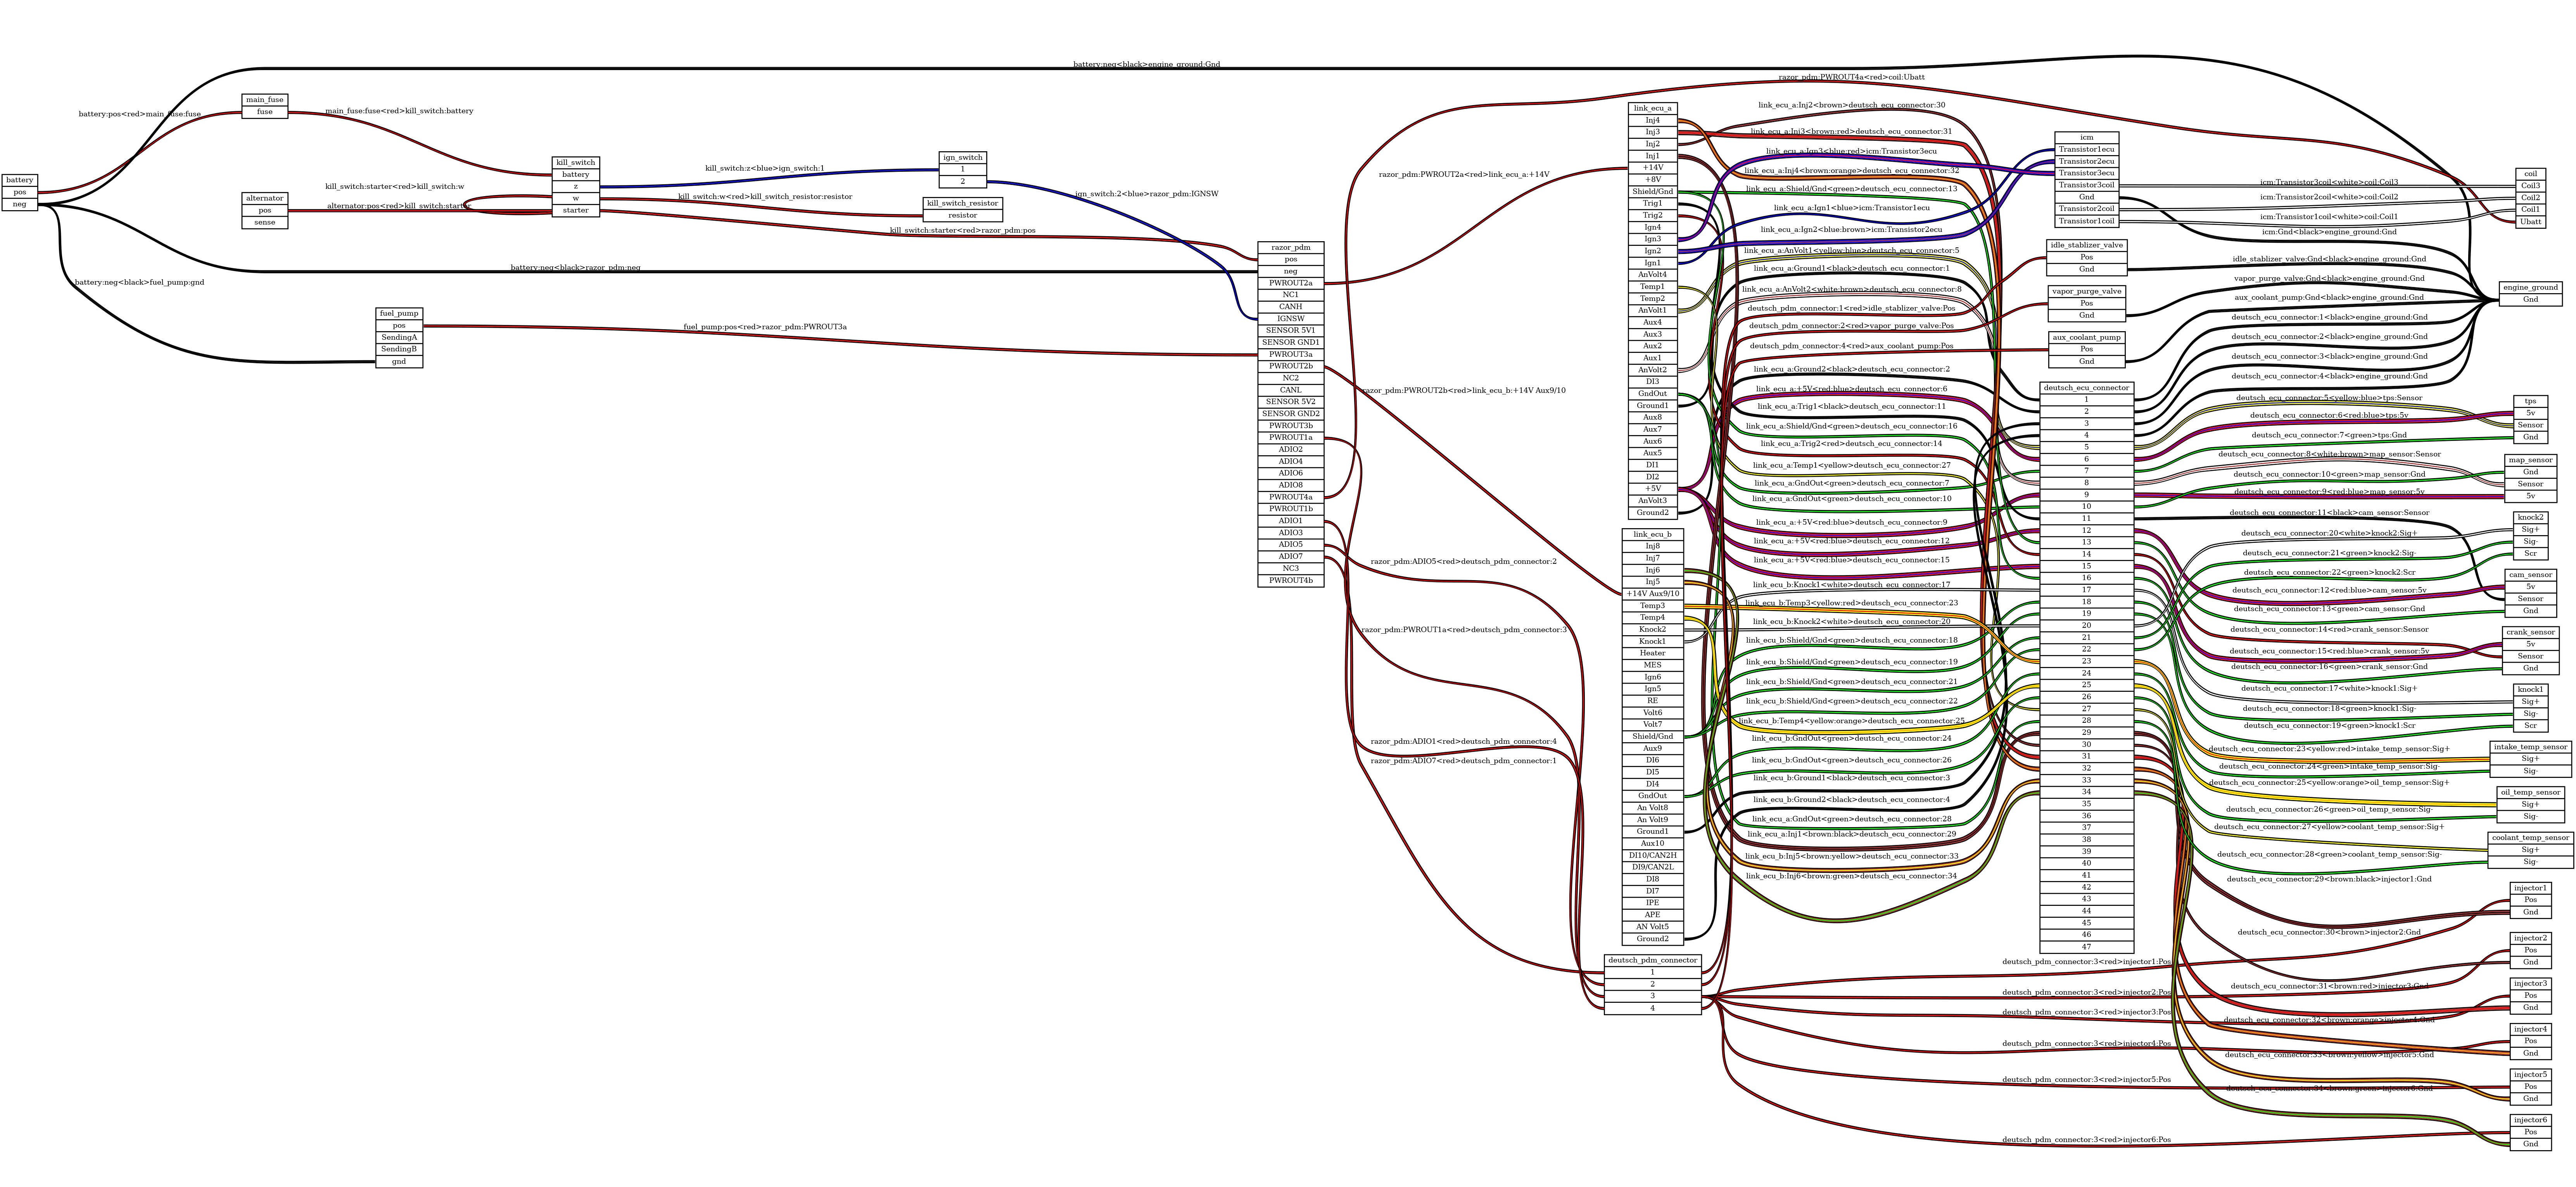 battery
pos
neg
battery:pos<red>main_fuse:fuse
battery:neg<black>engine_ground:Gnd
battery:neg<black>razor_pdm:neg
battery:neg<black>fuel_pump:gnd
main_fuse
fuse
main_fuse:fuse<red>kill_switch:battery
alternator
pos
sense
kill_switch:starter<red>kill_switch:w
alternator:pos<red>kill_switch:starter
fuel_pump
pos
SendingA
SendingB
gnd
fuel_pump:pos<red>razor_pdm:PWROUT3a
kill_switch
battery
z
w
starter
kill_switch:z<blue>ign_switch:1
kill_switch:w<red>kill_switch_resistor:resistor
kill_switch:starter<red>razor_pdm:pos
ign_switch
1
2
kill_switch_resistor
resistor
ign_switch:2<blue>razor_pdm:IGNSW
razor_pdm
pos
neg
PWROUT2a
NC1
CANH
IGNSW
SENSOR 5V1
SENSOR GND1
PWROUT3a
PWROUT2b
NC2
CANL
SENSOR 5V2
SENSOR GND2
PWROUT3b
PWROUT1a
ADIO2
ADIO4
ADIO6
ADIO8
PWROUT4a
PWROUT1b
ADIO1
ADIO3
ADIO5
ADIO7
NC3
PWROUT4b
razor_pdm:PWROUT4a<red>coil:Ubatt
razor_pdm:PWROUT2a<red>link_ecu_a:+14V
razor_pdm:PWROUT2b<red>link_ecu_b:+14V Aux9/10
razor_pdm:ADIO5<red>deutsch_pdm_connector:2
razor_pdm:PWROUT1a<red>deutsch_pdm_connector:3
razor_pdm:ADIO1<red>deutsch_pdm_connector:4
razor_pdm:ADIO7<red>deutsch_pdm_connector:1
link_ecu_a
Inj4
Inj3
Inj2
Inj1
+14V
+8V
Shield/Gnd
Trig1
Trig2
Ign4
Ign3
Ign2
Ign1
AnVolt4
Temp1
Temp2
AnVolt1
Aux4
Aux3
Aux2
Aux1
AnVolt2
DI3
GndOut
Ground1
Aux8
Aux7
Aux6
Aux5
DI1
DI2
+5V
AnVolt3
Ground2
link_ecu_b
Inj8
Inj7
Inj6
Inj5
+14V Aux9/10
Temp3
Temp4
Knock2
Knock1
Heater
MES
Ign6
Ign5
RE
Volt6
Volt7
Shield/Gnd
Aux9
DI6
DI5
DI4
GndOut
An Volt8
An Volt9
Ground1
Aux10
DI10/CAN2H
DI9/CAN2L
DI8
DI7
IPE
APE
AN Volt5
Ground2
deutsch_pdm_connector
1
2
3
4
link_ecu_a:Inj2<brown>deutsch_ecu_connector:30
link_ecu_a:Inj3<brown:red>deutsch_ecu_connector:31
link_ecu_a:Ign3<blue:red>icm:Transistor3ecu
link_ecu_a:Inj4<brown:orange>deutsch_ecu_connector:32
link_ecu_a:Shield/Gnd<green>deutsch_ecu_connector:13
link_ecu_a:Ign1<blue>icm:Transistor1ecu
link_ecu_a:Ign2<blue:brown>icm:Transistor2ecu
link_ecu_a:AnVolt1<yellow:blue>deutsch_ecu_connector:5
link_ecu_a:Ground1<black>deutsch_ecu_connector:1
link_ecu_a:AnVolt2<white:brown>deutsch_ecu_connector:8
deutsch_pdm_connector:1<red>idle_stablizer_valve:Pos
deutsch_pdm_connector:2<red>vapor_purge_valve:Pos
deutsch_pdm_connector:4<red>aux_coolant_pump:Pos
link_ecu_a:Ground2<black>deutsch_ecu_connector:2
link_ecu_a:+5V<red:blue>deutsch_ecu_connector:6
link_ecu_a:Trig1<black>deutsch_ecu_connector:11
link_ecu_a:Shield/Gnd<green>deutsch_ecu_connector:16
link_ecu_a:Trig2<red>deutsch_ecu_connector:14
link_ecu_a:Temp1<yellow>deutsch_ecu_connector:27
link_ecu_a:GndOut<green>deutsch_ecu_connector:7
link_ecu_a:GndOut<green>deutsch_ecu_connector:10
link_ecu_a:+5V<red:blue>deutsch_ecu_connector:9
link_ecu_a:+5V<red:blue>deutsch_ecu_connector:12
link_ecu_a:+5V<red:blue>deutsch_ecu_connector:15
link_ecu_b:Knock1<white>deutsch_ecu_connector:17
link_ecu_b:Temp3<yellow:red>deutsch_ecu_connector:23
link_ecu_b:Knock2<white>deutsch_ecu_connector:20
link_ecu_b:Shield/Gnd<green>deutsch_ecu_connector:18
link_ecu_b:Shield/Gnd<green>deutsch_ecu_connector:19
link_ecu_b:Shield/Gnd<green>deutsch_ecu_connector:21
link_ecu_b:Shield/Gnd<green>deutsch_ecu_connector:22
link_ecu_b:Temp4<yellow:orange>deutsch_ecu_connector:25
link_ecu_b:GndOut<green>deutsch_ecu_connector:24
link_ecu_b:GndOut<green>deutsch_ecu_connector:26
link_ecu_b:Ground1<black>deutsch_ecu_connector:3
link_ecu_b:Ground2<black>deutsch_ecu_connector:4
link_ecu_a:GndOut<green>deutsch_ecu_connector:28
link_ecu_a:Inj1<brown:black>deutsch_ecu_connector:29
link_ecu_b:Inj5<brown:yellow>deutsch_ecu_connector:33
link_ecu_b:Inj6<brown:green>deutsch_ecu_connector:34
deutsch_pdm_connector:3<red>injector1:Pos
deutsch_pdm_connector:3<red>injector2:Pos
deutsch_pdm_connector:3<red>injector3:Pos
deutsch_pdm_connector:3<red>injector4:Pos
deutsch_pdm_connector:3<red>injector5:Pos
deutsch_pdm_connector:3<red>injector6:Pos
icm
Transistor1ecu
Transistor2ecu
Transistor3ecu
Transistor3coil
Gnd
Transistor2coil
Transistor1coil
idle_stablizer_valve
Pos
Gnd
vapor_purge_valve
Pos
Gnd
aux_coolant_pump
Pos
Gnd
deutsch_ecu_connector
1
2
3
4
5
6
7
8
9
10
11
12
13
14
15
16
17
18
19
20
21
22
23
24
25
26
27
28
29
30
31
32
33
34
35
36
37
38
39
40
41
42
43
44
45
46
47
icm:Transistor3coil<white>coil:Coil3
icm:Transistor2coil<white>coil:Coil2
icm:Transistor1coil<white>coil:Coil1
icm:Gnd<black>engine_ground:Gnd
idle_stablizer_valve:Gnd<black>engine_ground:Gnd
vapor_purge_valve:Gnd<black>engine_ground:Gnd
aux_coolant_pump:Gnd<black>engine_ground:Gnd
deutsch_ecu_connector:1<black>engine_ground:Gnd
deutsch_ecu_connector:2<black>engine_ground:Gnd
deutsch_ecu_connector:3<black>engine_ground:Gnd
deutsch_ecu_connector:4<black>engine_ground:Gnd
deutsch_ecu_connector:5<yellow:blue>tps:Sensor
deutsch_ecu_connector:6<red:blue>tps:5v
deutsch_ecu_connector:7<green>tps:Gnd
deutsch_ecu_connector:8<white:brown>map_sensor:Sensor
deutsch_ecu_connector:10<green>map_sensor:Gnd
deutsch_ecu_connector:9<red:blue>map_sensor:5v
deutsch_ecu_connector:11<black>cam_sensor:Sensor
deutsch_ecu_connector:20<white>knock2:Sig+
deutsch_ecu_connector:21<green>knock2:Sig-
deutsch_ecu_connector:22<green>knock2:Scr
deutsch_ecu_connector:12<red:blue>cam_sensor:5v
deutsch_ecu_connector:13<green>cam_sensor:Gnd
deutsch_ecu_connector:14<red>crank_sensor:Sensor
deutsch_ecu_connector:15<red:blue>crank_sensor:5v
deutsch_ecu_connector:16<green>crank_sensor:Gnd
deutsch_ecu_connector:17<white>knock1:Sig+
deutsch_ecu_connector:18<green>knock1:Sig-
deutsch_ecu_connector:19<green>knock1:Scr
deutsch_ecu_connector:23<yellow:red>intake_temp_sensor:Sig+
deutsch_ecu_connector:24<green>intake_temp_sensor:Sig-
deutsch_ecu_connector:25<yellow:orange>oil_temp_sensor:Sig+
deutsch_ecu_connector:26<green>oil_temp_sensor:Sig-
deutsch_ecu_connector:27<yellow>coolant_temp_sensor:Sig+
deutsch_ecu_connector:28<green>coolant_temp_sensor:Sig-
deutsch_ecu_connector:29<brown:black>injector1:Gnd
deutsch_ecu_connector:30<brown>injector2:Gnd
deutsch_ecu_connector:31<brown:red>injector3:Gnd
deutsch_ecu_connector:32<brown:orange>injector4:Gnd
deutsch_ecu_connector:33<brown:yellow>injector5:Gnd
deutsch_ecu_connector:34<brown:green>injector6:Gnd
coil
Coil3
Coil2
Coil1
Ubatt
engine_ground
Gnd
tps
5v
Sensor
Gnd
map_sensor
Gnd
Sensor
5v
knock2
Sig+
Sig-
Scr
cam_sensor
5v
Sensor
Gnd
crank_sensor
5v
Sensor
Gnd
knock1
Sig+
Sig-
Scr
intake_temp_sensor
Sig+
Sig-
oil_temp_sensor
Sig+
Sig-
coolant_temp_sensor
Sig+
Sig-
injector1
Pos
Gnd
injector2
Pos
Gnd
injector3
Pos
Gnd
injector4
Pos
Gnd
injector5
Pos
Gnd
injector6
Pos
Gnd